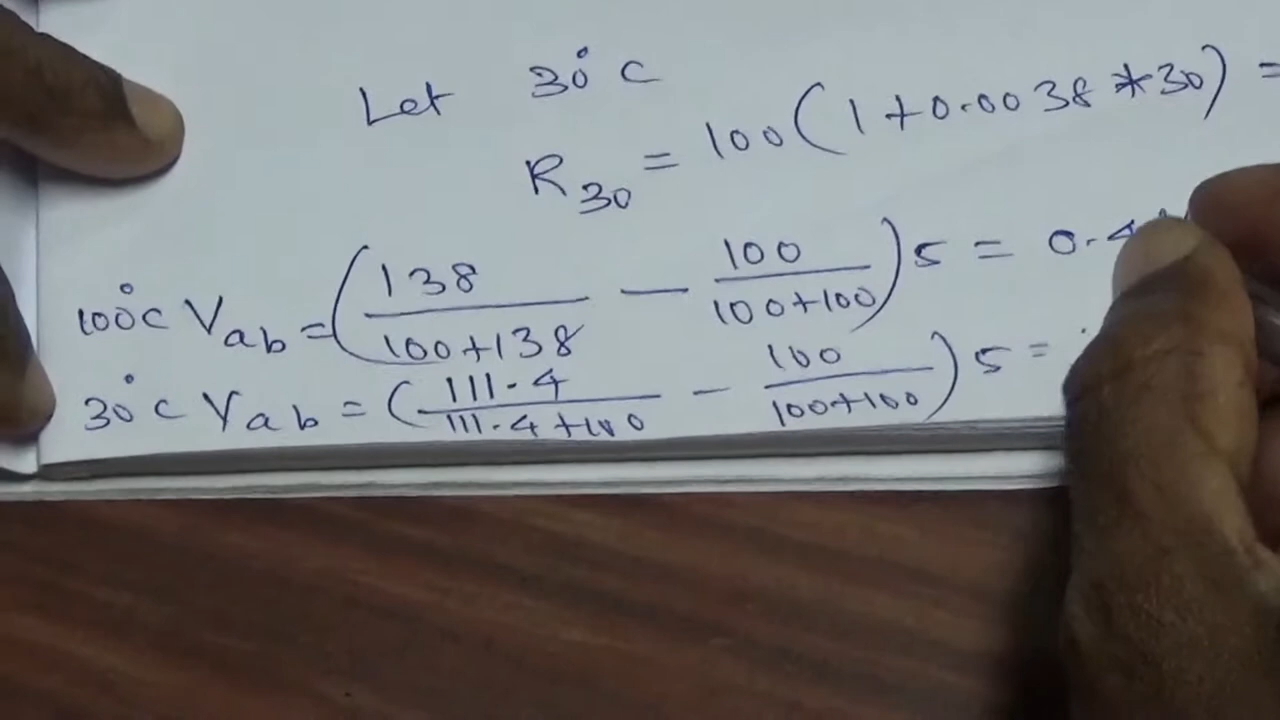 Let 30°C
R30 = 100(1+0.0038*30) =
100°C Vab = (138/100+138 — 100/100+100)5 = 0.4
30°C Vab = (111.4/111.4+100 - 100/100+100)5 =